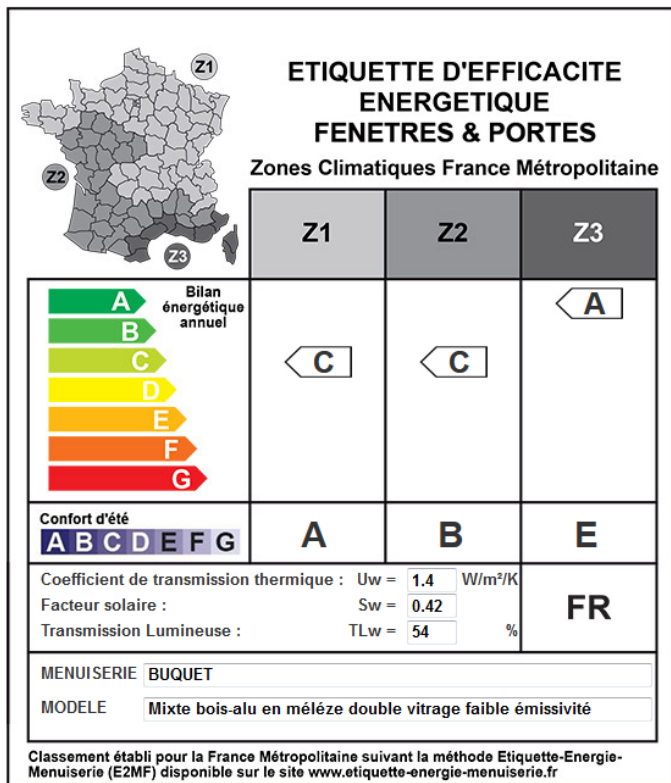 Z1
Z2
Z3
ETIQUETTE D'EFFICACITE
ENERGETIQUE
FENETRES & PORTES
Zones Climatiques France Métropolitaine
Z1 Z2 Z3
Bilan
énergétique
annuel
A
B
C
D
E
F
G
C C A
Confort d'été
A B C D E F G
A B E
Coefficient de transmission thermique : Uw = 1.4 W/m²/K
Facteur solaire : Sw = 0.42
Transmission Lumineuse : TLw = 54 %
FR
MENUISERIE BUQUET
MODELE Mixte bois-alu en méléze double vitrage faible émissivité
Classement établi pour la France Métropolitaine suivant la méthode Etiquette-Energie-
Menuiserie (E2MF) disponible sur le site www.etiquette-energie-menuiserie.fr